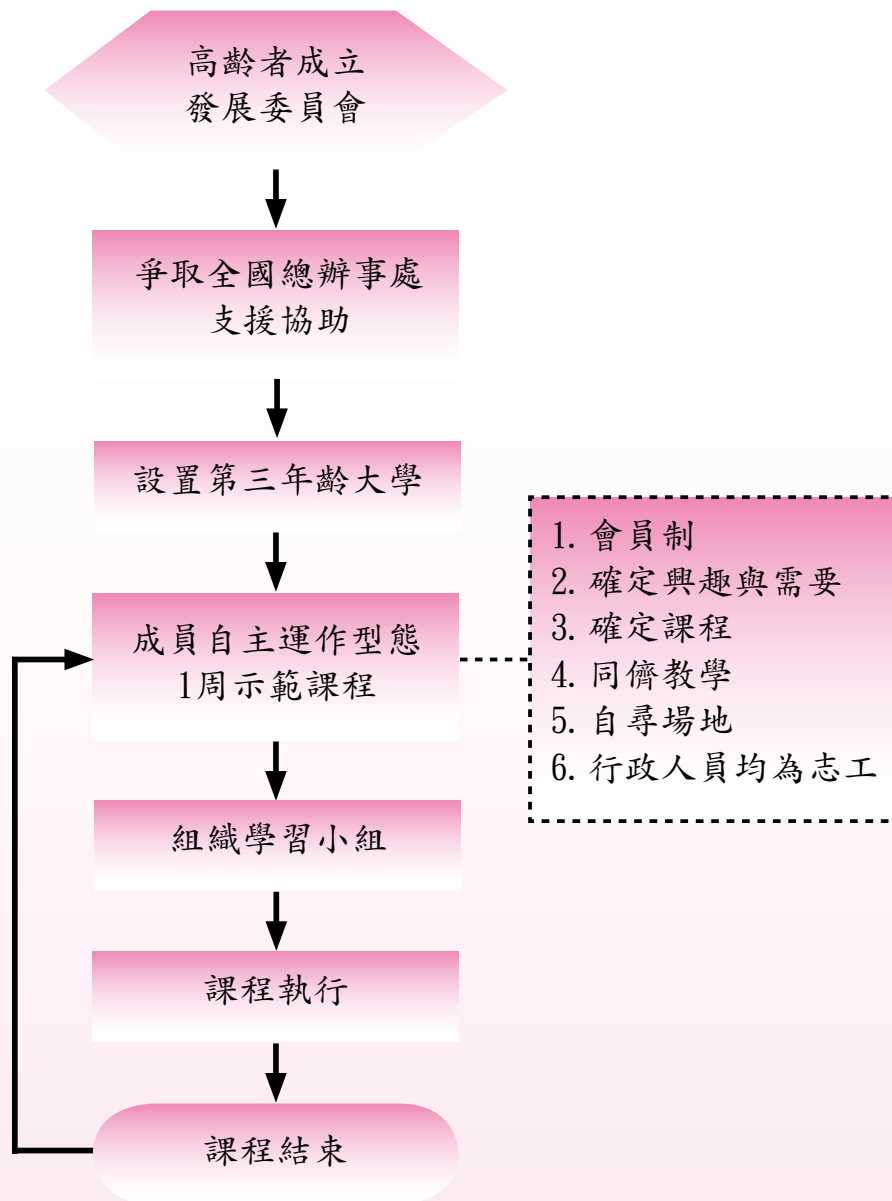 高齡者成立
發展委員會
爭取全國總辦事處
支援協助
設置第三年齡大學
成員自主運作型態
1周示範課程
1. 會員制
2. 確定興趣與需要
3. 確定課程
4. 同儕教學
5. 自尋場地
6. 行政人員均為志工
組織學習小組
課程執行
課程結束